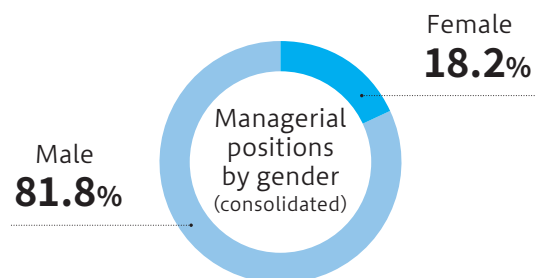 Female
18.2%
Managerial
positions
by gender
(consolidated)
Male
81.8%